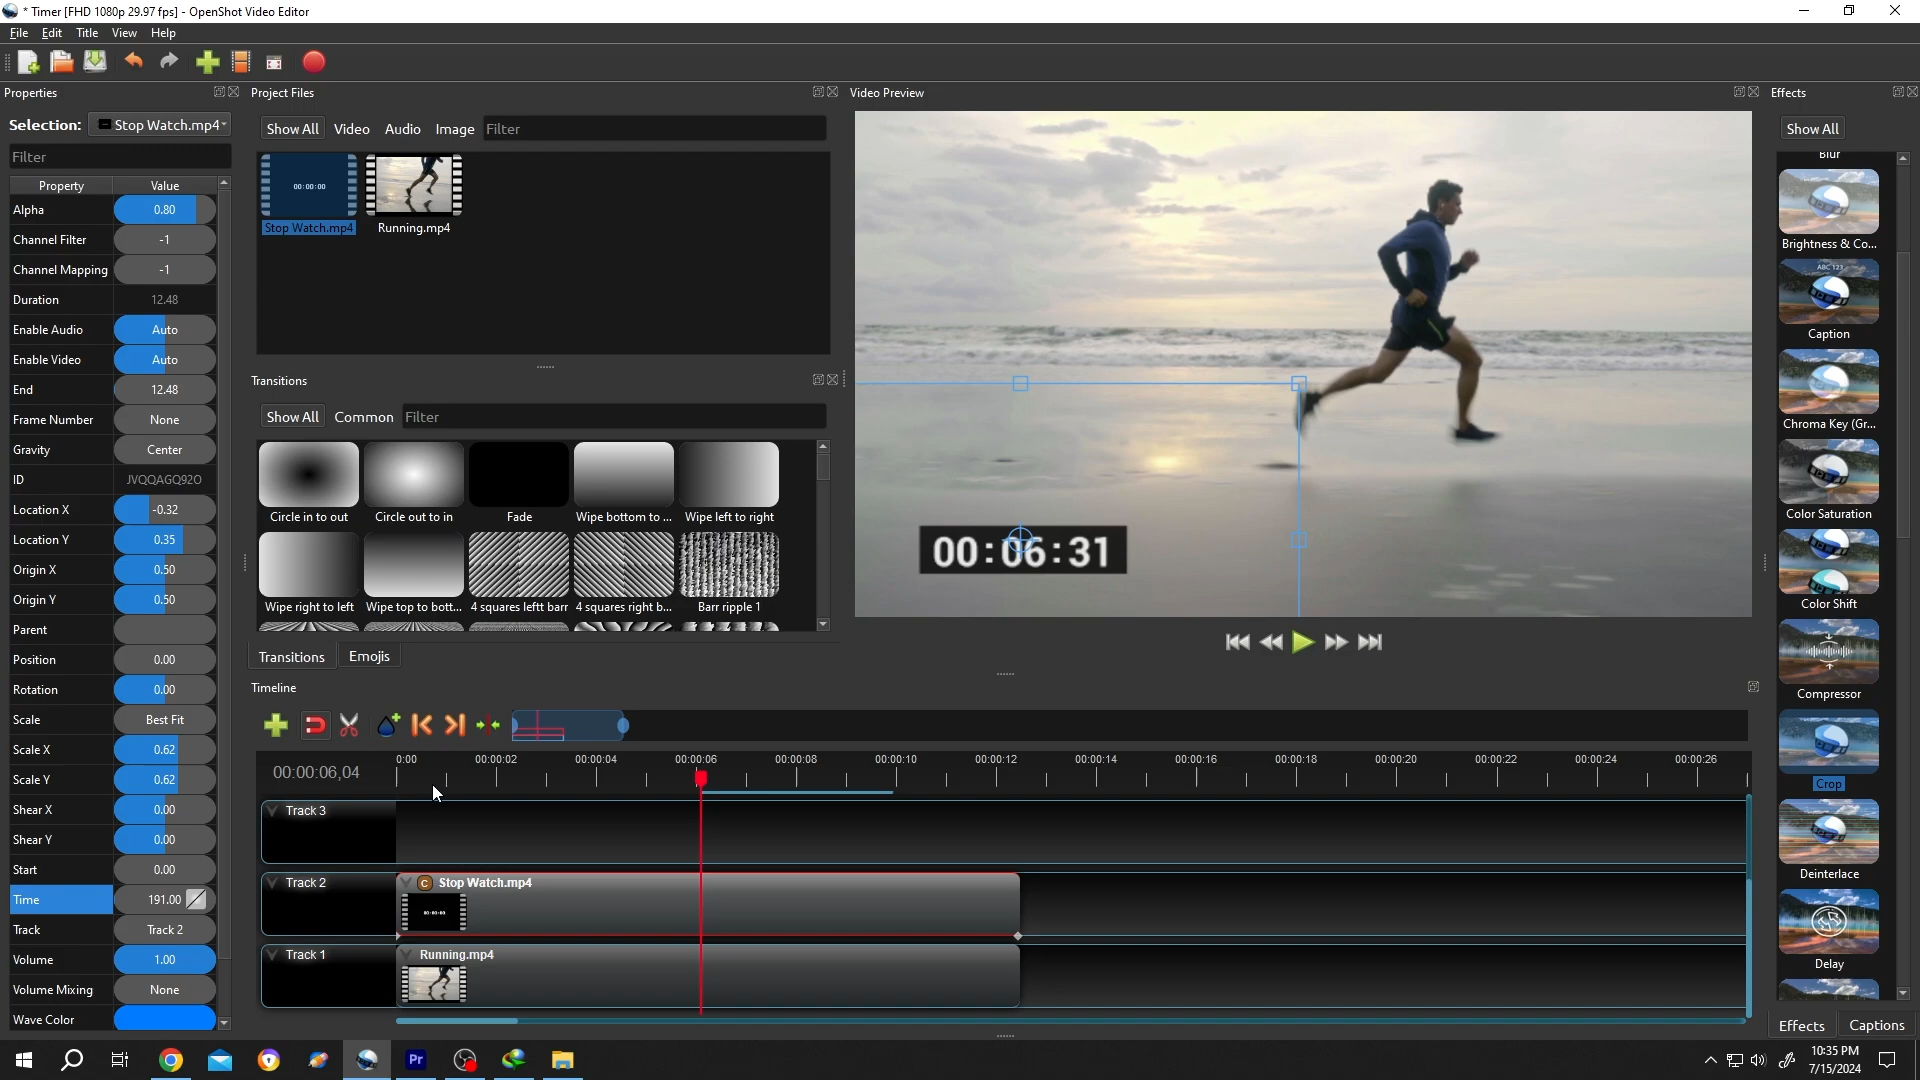 * Timer [FHD 1080p 29.97 fps] - OpenShot Video Editor
File Edit Title View Help
Properties
Selection: Stop Watch.mp4
Filter
Property Value
Alpha 0.80
Channel Filter -1
Channel Mapping -1
Duration 12.48
Enable Audio Auto
Enable Video Auto
End 12.48
Frame Number None
Gravity Center
ID JVQQAGQ92O
Location X -0.32
Location Y 0.35
Origin X 0.50
Origin Y 0.50
Parent
Position 0.00
Rotation 0.00
Scale Best Fit
Scale X 0.62
Scale Y 0.62
Shear X 0.00
Shear Y 0.00
Start 0.00
Time 191.00
Track Track 2
Volume 1.00
Volume Mixing None
Wave Color
Project Files
Show All Video Audio Image Filter
00:00:00
Stop Watch.mp4 Running.mp4
Transitions
Show All Common Filter
Circle in to out Circle out to in Fade Wipe bottom to ... Wipe left to right
Wipe right to left Wipe top to bott... 4 squares leftt barr 4 squares right b... Barr ripple 1
Transitions Emojis
Video Preview
00:06:31
Effects
Show All
Blur
Brightness & Co...
ABC 123
Caption
Chroma Key (Gr...
Color Saturation
Color Shift
Compressor
Crop
Deinterlace
Delay
Effects Captions
Timeline
00:00:06,04
0:00 00:00:02 00:00:04 00:00:06 00:00:08 00:00:10 00:00:12 00:00:14 00:00:16 00:00:18 00:00:20 00:00:22 00:00:24 00:00:26
Track 3
Track 2 C Stop Watch.mp4
00:00:00
Track 1 Running.mp4
Pr
10:35 PM
7/15/2024